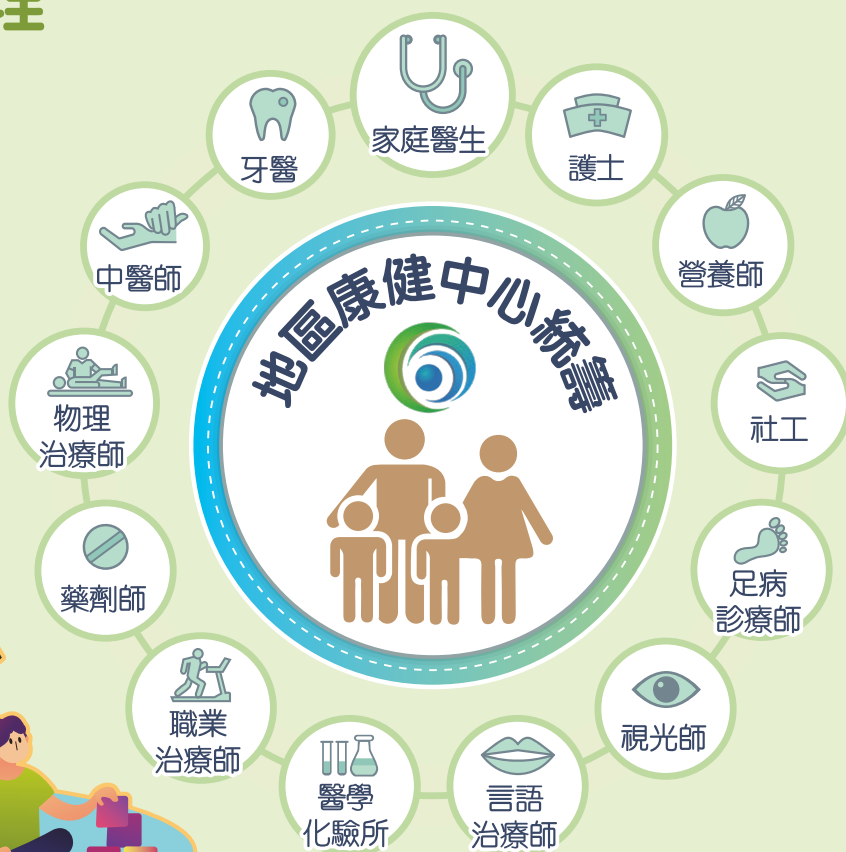 理
家庭醫生
牙醫
護士
中醫師
營養師
地區康健中心統籌
物理
治療師
社工
藥劑師
足病
診療師
職業
治療師
視光師
醫學
化驗所
言語
治療師